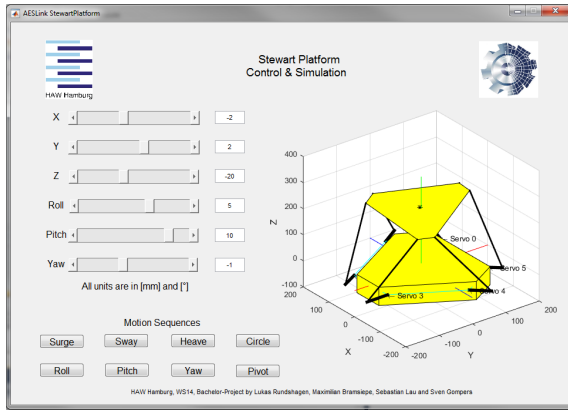 AESLink StewartPlatform
HAW Hamburg
Stewart Platform
Control & Simulation
X -2
Y 2
Z -20
Roll 5
Pitch 10
Yaw -1
All units are in [mm] and [°]
Motion Sequences
Surge Sway Heave Circle
Roll Pitch Yaw Pivot
400
300
200
100
0
-100
Z
200
100
0
-100
-200
X
-200
-100
0
100
200
Y
Servo 0
Servo 5
Servo 4
Servo 3
HAW Hamburg, WS14, Bachelor-Project by Lukas Rundshagen, Maximilian Bramsiepe, Sebastian Lau and Sven Gompers